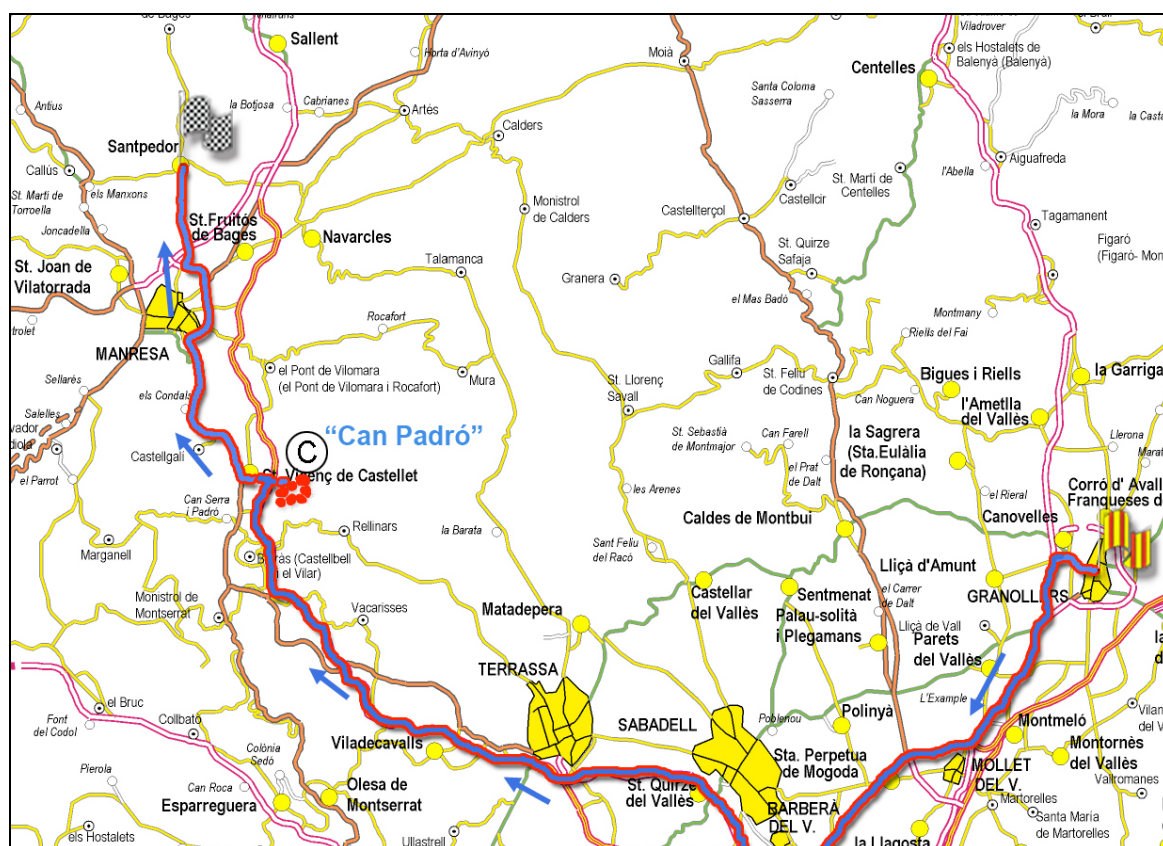 Sallent
Horta d'Avinyó
Moià
Viladrover
els Hostalets de
Balenyà (Balenyà)
Centelles
Antius
la Botjosa
Cabrianes
Artés
Santa Coloma
Sasserra
la Mora
Calders
Santpedor
Callús
St. Martí de
Torroella
els Manxons
Joncadella
Aiguafreda
l'Abella
St. Martí de
Centelles
Castellcir
Monistrol
de Calders
Castellterçol
Tagamanent
St.Fruitós
de Bages
Navarcles
St. Joan de
Vilatorrada
Talamanca
Granera
St. Quirze
Safaja
Figaró
el Mas Badó
Montmany
Rocafort
Riells del Fai
MANRESA
el Pont de Vilomara
(el Pont de Vilomara i Rocafort)
Mura
Gallifa
St. Feliu
de Codines
Bigues i Riells
la Garriga
Sellarès
els Condals
St. Llorenç
Savall
Can Noguera
l'Ametlla
del Vallès
Salelles
C
“Can Padró”
St. Sebastià
de Montmajor
Can Farell
la Sagrera
(Sta.Eulàlia
de Ronçana)
Llerona
Castellgalí
el Parrot
el Prat
de Dalt
St. Vicenç de Castellet
Can Serra
i Padró
les Arenes
el Rieral
Canovelles
Rellinars
la Barata
Caldes de Montbui
Marganell
Sant Feliu
del Racó
Lliçà d'Amunt
GRANOLLERS
Monistrol de
Montserrat
Vacarisses
Matadepera
Castellar
del Vallès
Sentmenat
Palau-solità
i Plegamans
el Carrer
de Dalt
Lliçà de Vall
Parets
del Vallès
TERRASSA
L'Example
el Bruc
Font
del Codol
Collbató
SABADELL
Poblenou
Polinyà
Montmeló
Colònia
Sedó
Viladecavalls
Sta. Perpetua
de Mogoda
Montornès
del Vallès
Pierola
Can Roca
Esparreguera
Olesa de
Montserrat
St. Quirze
del Vallès
MOLLET
DEL V.
Vallromanes
Martorelles
BARBERÀ
DEL V.
Santa Maria
de Martorelles
els Hostalets
Ullastrell
la Llagosta